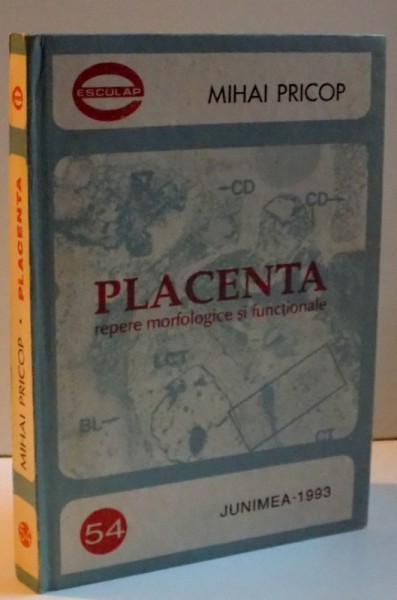 ESCULAP
MIHAI PRICOP
CD
CD
PLACENTA
repere morfologice și funcționale
LCT
BL
CT
54
JUNIMEA-1993
MIHAI PRICOP • PLACENTA
54